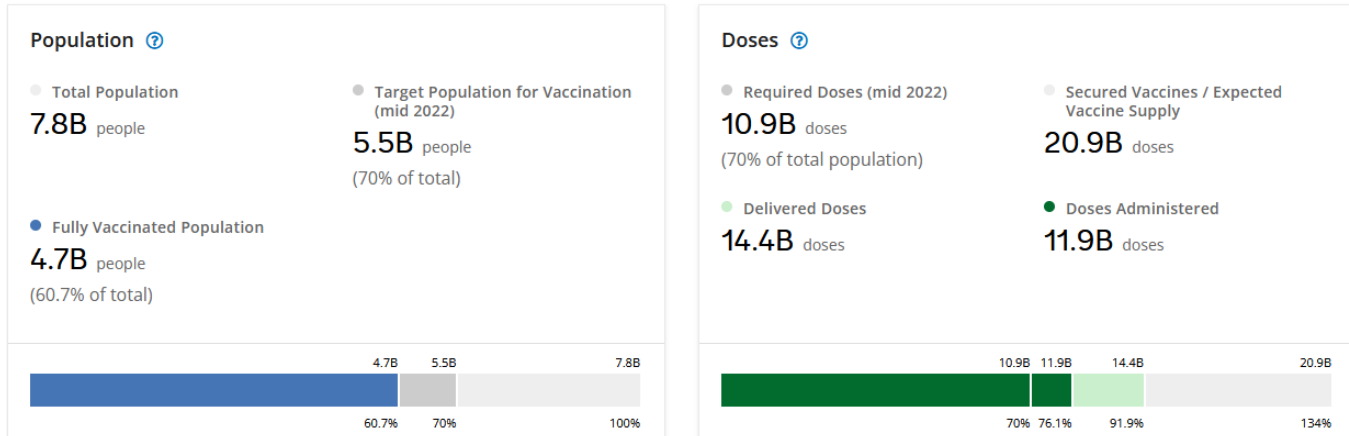 Population ?
Total Population
7.8B people
Target Population for Vaccination
(mid 2022)
5.5B people
(70% of total)
Fully Vaccinated Population
4.7B people
(60.7% of total)
4.7B 5.5B 7.8B
60.7% 70% 100%
Doses ?
Required Doses (mid 2022)
10.9B doses
(70% of total population)
Secured Vaccines / Expected
Vaccine Supply
20.9B doses
Delivered Doses
14.4B doses
Doses Administered
11.9B doses
10.9B 11.9B 14.4B 20.9B
70% 76.1% 91.9% 134%